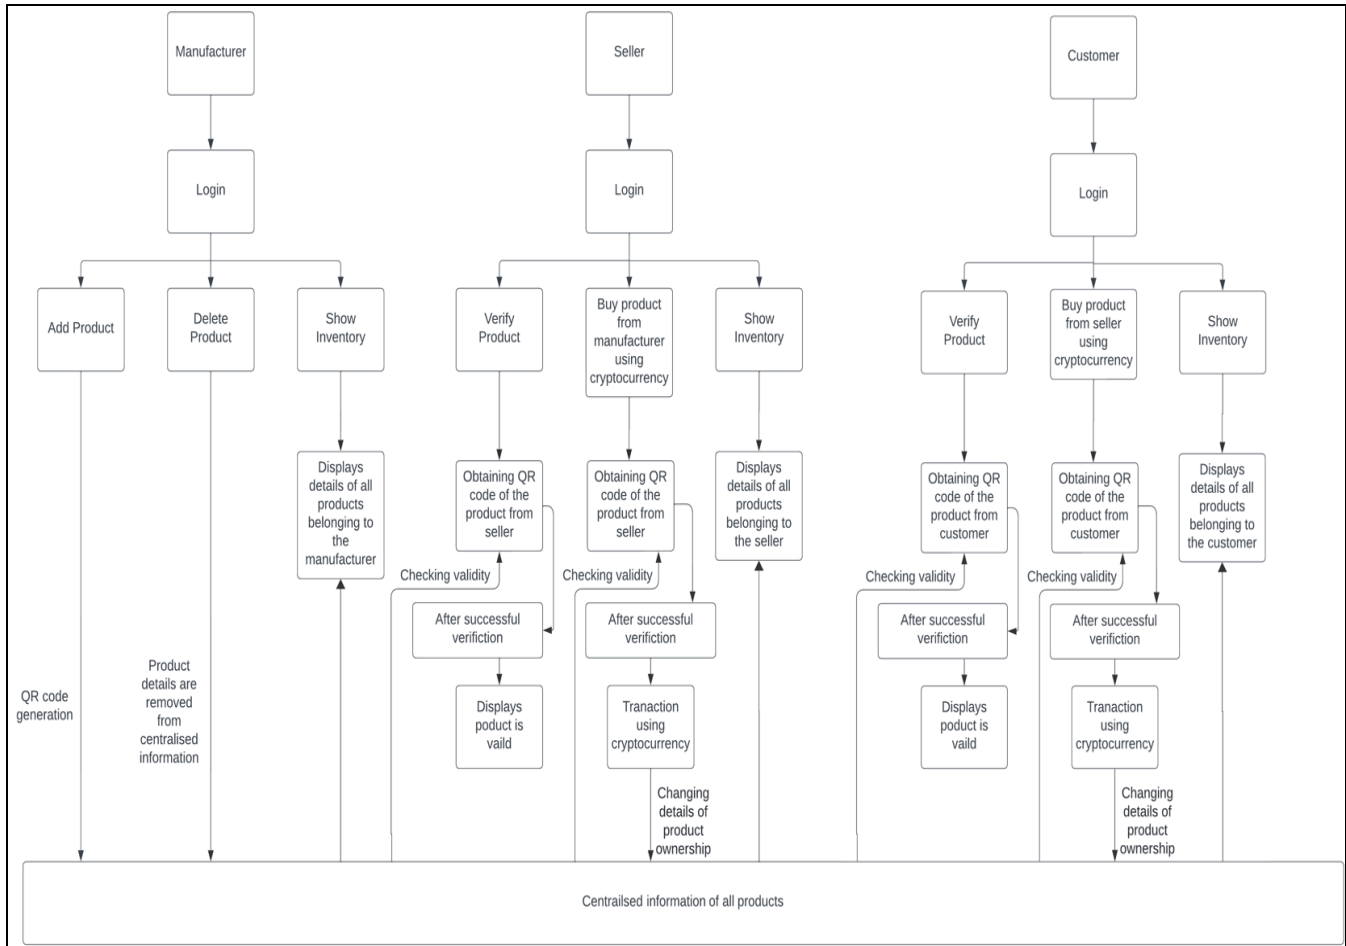 Manufacturer
Seller
Customer
Login
Login
Login
Add Product
Delete
Product
Show
Inventory
Verify
Product
Buy product
from
manufacturer
using
cryptocurrency
Show
Inventory
Verify
Product
Buy product
from seller
using
cryptocurrency
Show
Inventory
Displays
details of all
products
belonging to
the
manufacturer
Obtaining QR
code of the
product from
seller
Obtaining QR
code of the
product from
seller
Displays
details of all
products
belonging to
the seller
Obtaining QR
code of the
product from
customer
Obtaining QR
code of the
product from
customer
Displays
details of all
products
belonging to
the customer
Checking validity
Checking validity
Checking validity
Checking validity
After successful
verifiction
After successful
verifiction
After successful
verifiction
After successful
verifiction
QR code
generation
Product
details are
removed
from
centralised
information
Displays
poduct is
vaild
Tranaction
using
cryptocurrency
Displays
poduct is
vaild
Tranaction
using
cryptocurrency
Changing
details of
product
ownership
Changing
details of
product
ownership
Centrailsed information of all products